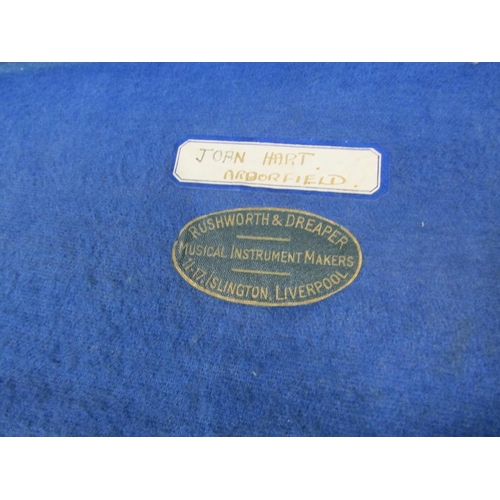 JOAN HART.
ARBORFIELD.
RUSHWORTH & DREAPER
MUSICAL INSTRUMENT MAKERS
11-17, ISLINGTON, LIVERPOOL